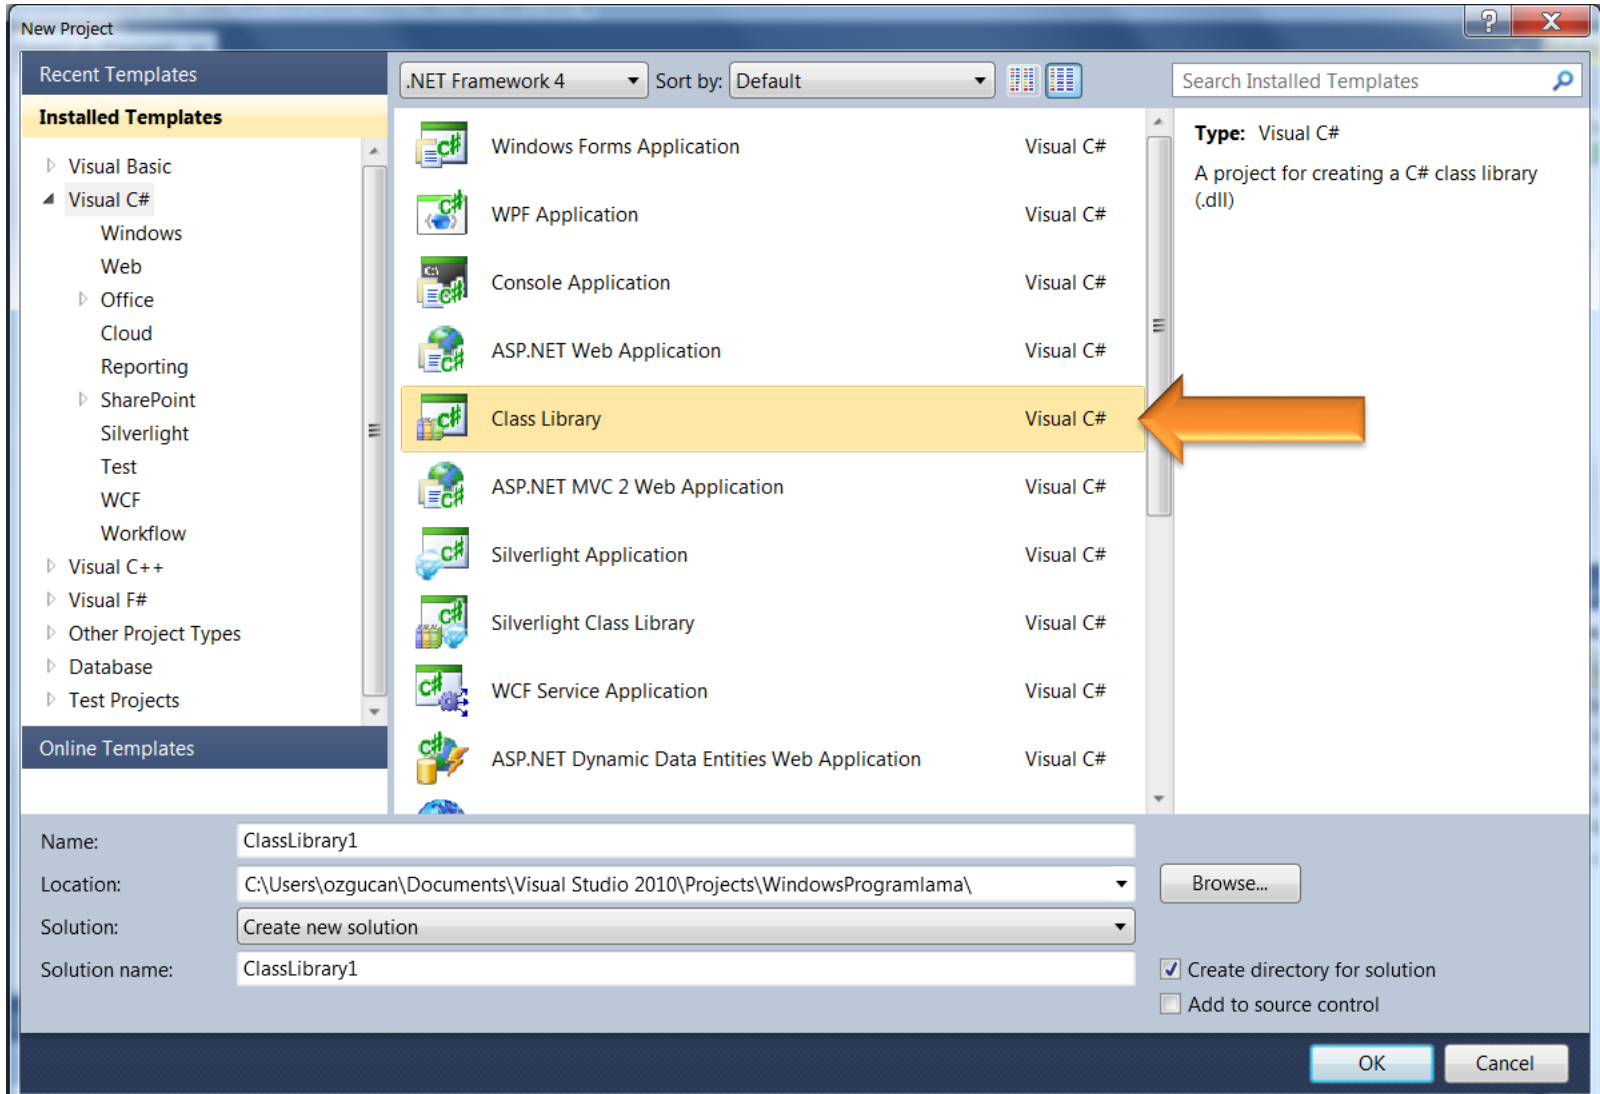 New Project
Recent Templates
.NET Framework 4
Sort by:
Default
Search Installed Templates
Installed Templates
Visual Basic
Visual C#
Windows
Web
Office
Cloud
Reporting
SharePoint
Silverlight
Test
WCF
Workflow
Visual C++
Visual F#
Other Project Types
Database
Test Projects
Online Templates
Windows Forms Application Visual C#
WPF Application Visual C#
Console Application Visual C#
ASP.NET Web Application Visual C#
Class Library Visual C#
ASP.NET MVC 2 Web Application Visual C#
Silverlight Application Visual C#
Silverlight Class Library Visual C#
WCF Service Application Visual C#
ASP.NET Dynamic Data Entities Web Application Visual C#
Type: Visual C#
A project for creating a C# class library
(.dll)
Name: ClassLibrary1
Location: C:\Users\ozgucan\Documents\Visual Studio 2010\Projects\WindowsProgramlama\
Browse...
Solution: Create new solution
Solution name: ClassLibrary1
Create directory for solution
Add to source control
OK
Cancel